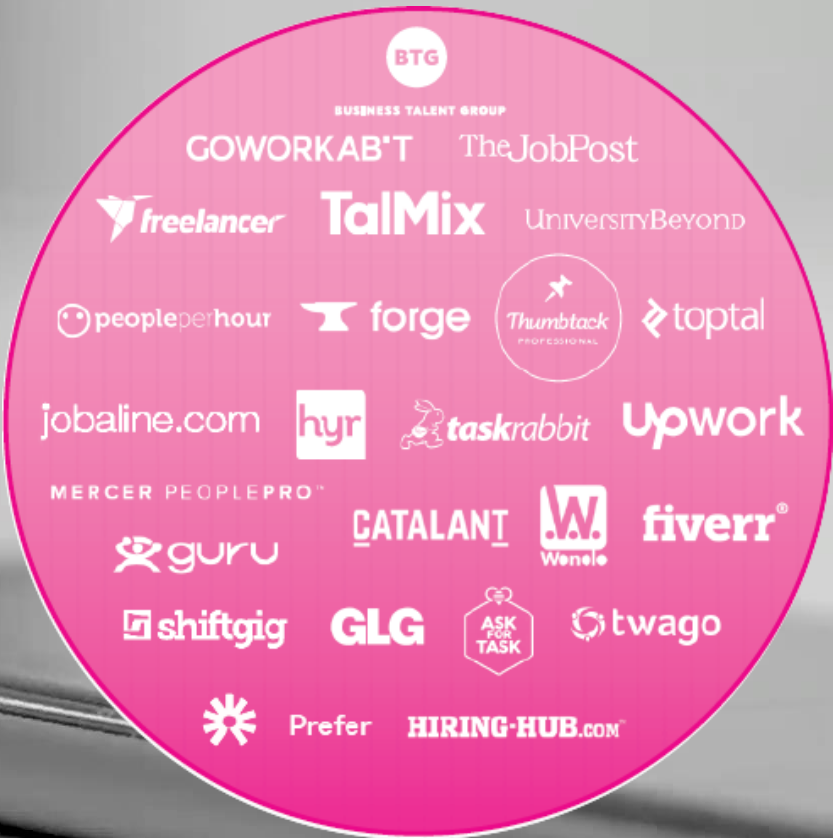 BTG
BUSINESS TALENT GROUP
GOWORKAB*T TheJobPost
freelancer TalMix UniversityBeyond
peopleperhour forge Thumbtack PROFESSIONAL toptal
jobaline.com hyr taskrabbit upwork
MERCER PEOPLEPRO™
CATALANT W. Wonolo fiverr®
guru
shiftgig GLG ASK FOR TASK twago
Prefer HIRING-HUB.COM™